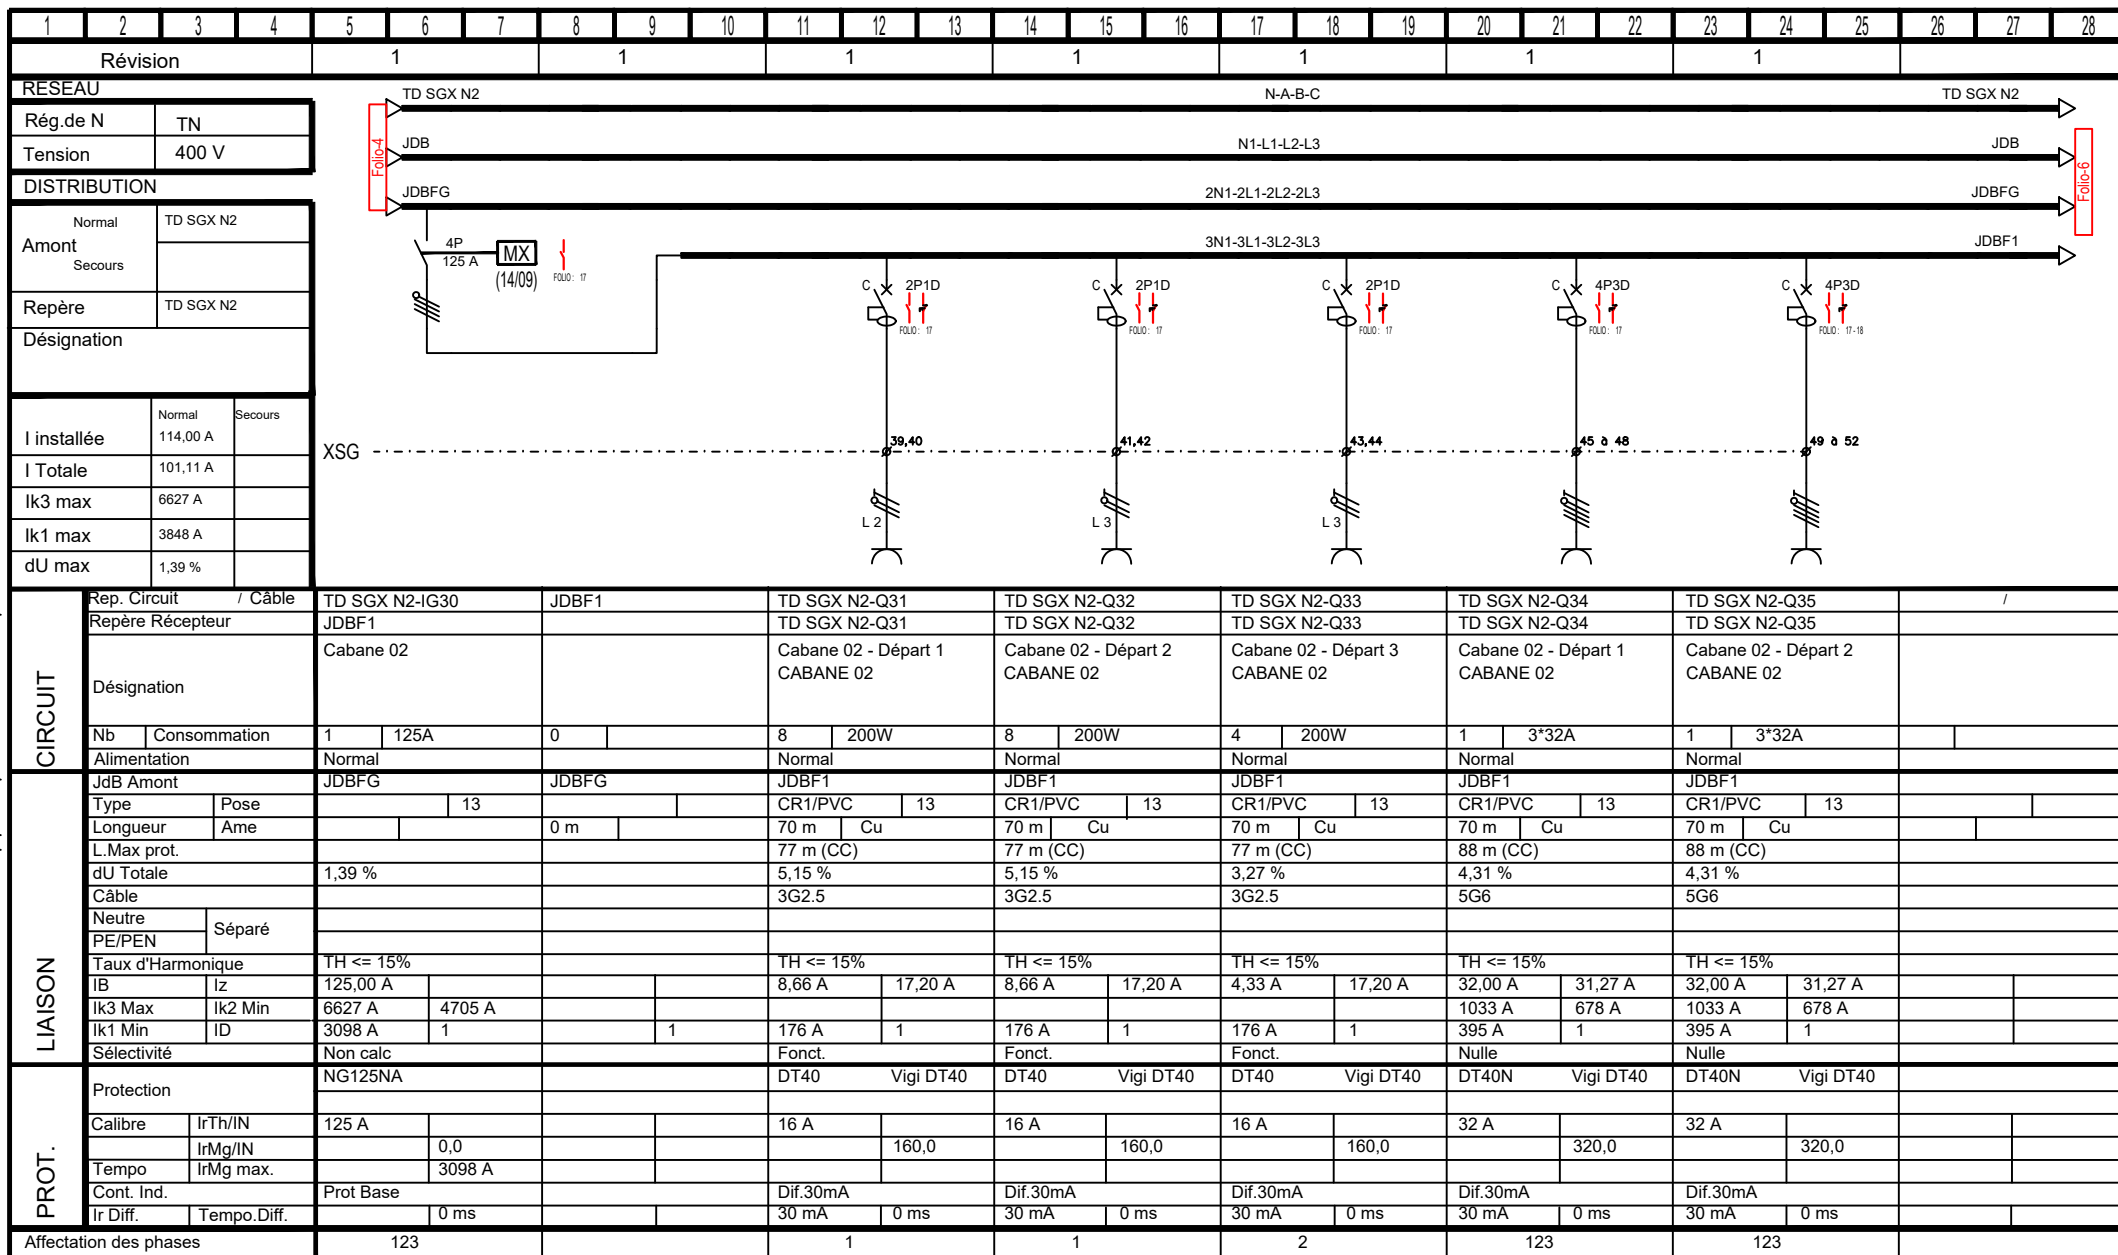 1 2 3 4 5 6 7 8 9 10 11 12 13 14 15 16 17 18 19 20 21 22 23 24 25 26 27 28
Révision 1 1 1 1 1 1 1
RESEAU
Rég.de N TN
Tension 400 V
DISTRIBUTION
Normal TD SGX N2
Amont
Secours
Repère TD SGX N2
Désignation
Normal Secours
I installée 114,00 A
I Totale 101,11 A
Ik3 max 6627 A
Ik1 max 3848 A
dU max 1,39 %
Folio-4
TD SGX N2 N-A-B-C TD SGX N2
JDB N1-L1-L2-L3 JDB
JDBFG 2N1-2L1-2L2-2L3 JDBFG
Folio-6
3N1-3L1-3L2-3L3 JDBF1
4P
125 A
MX
(14/09)
FOLIO : 17
C 2P1D C 2P1D C 2P1D C 4P3D C 4P3D
FOLIO : 17 FOLIO : 17 FOLIO : 17 FOLIO : 17 FOLIO : 17-18
XSG 39,40 41,42 43,44 45 à 48 49 à 52
L 2 L 3 L 3
CIRCUIT
Rep. Circuit / Câble TD SGX N2-IG30 JDBF1 TD SGX N2-Q31 TD SGX N2-Q32 TD SGX N2-Q33 TD SGX N2-Q34 TD SGX N2-Q35 /
Repère Récepteur JDBF1 TD SGX N2-Q31 TD SGX N2-Q32 TD SGX N2-Q33 TD SGX N2-Q34 TD SGX N2-Q35
Désignation Cabane 02 Cabane 02 - Départ 1 Cabane 02 - Départ 2 Cabane 02 - Départ 3 Cabane 02 - Départ 1 Cabane 02 - Départ 2
CABANE 02 CABANE 02 CABANE 02 CABANE 02 CABANE 02
Nb Consommation 1 125A 0 8 200W 8 200W 4 200W 1 3*32A 1 3*32A
Alimentation Normal Normal Normal Normal Normal Normal
LIAISON
JdB Amont JDBFG JDBFG JDBF1 JDBF1 JDBF1 JDBF1 JDBF1
Type Pose 13 CR1/PVC 13 CR1/PVC 13 CR1/PVC 13 CR1/PVC 13 CR1/PVC 13
Longueur Ame 0 m 70 m Cu 70 m Cu 70 m Cu 70 m Cu 70 m Cu
L.Max prot. 77 m (CC) 77 m (CC) 77 m (CC) 88 m (CC) 88 m (CC)
dU Totale 1,39 % 5,15 % 5,15 % 3,27 % 4,31 % 4,31 %
Câble 3G2.5 3G2.5 3G2.5 5G6 5G6
Neutre
Séparé
PE/PEN
Taux d'Harmonique TH <= 15% TH <= 15% TH <= 15% TH <= 15% TH <= 15% TH <= 15%
IB Iz 125,00 A 8,66 A 17,20 A 8,66 A 17,20 A 4,33 A 17,20 A 32,00 A 31,27 A 32,00 A 31,27 A
Ik3 Max Ik2 Min 6627 A 4705 A 1033 A 678 A 1033 A 678 A
Ik1 Min ID 3098 A 1 1 176 A 1 176 A 1 176 A 1 395 A 1 395 A 1
Sélectivité Non calc Fonct. Fonct. Fonct. Nulle Nulle
PROT.
Protection NG125NA DT40 Vigi DT40 DT40 Vigi DT40 DT40 Vigi DT40 DT40N Vigi DT40 DT40N Vigi DT40
Calibre IrTh/IN 125 A 16 A 16 A 16 A 32 A 32 A
IrMg/IN 0,0 160,0 160,0 160,0 320,0 320,0
Tempo IrMg max. 3098 A
Cont. Ind. Prot Base Dif.30mA Dif.30mA Dif.30mA Dif.30mA Dif.30mA
Ir Diff. Tempo.Diff. 0 ms 30 mA 0 ms 30 mA 0 ms 30 mA 0 ms 30 mA 0 ms 30 mA 0 ms
Affectation des phases 123 1 1 2 123 123